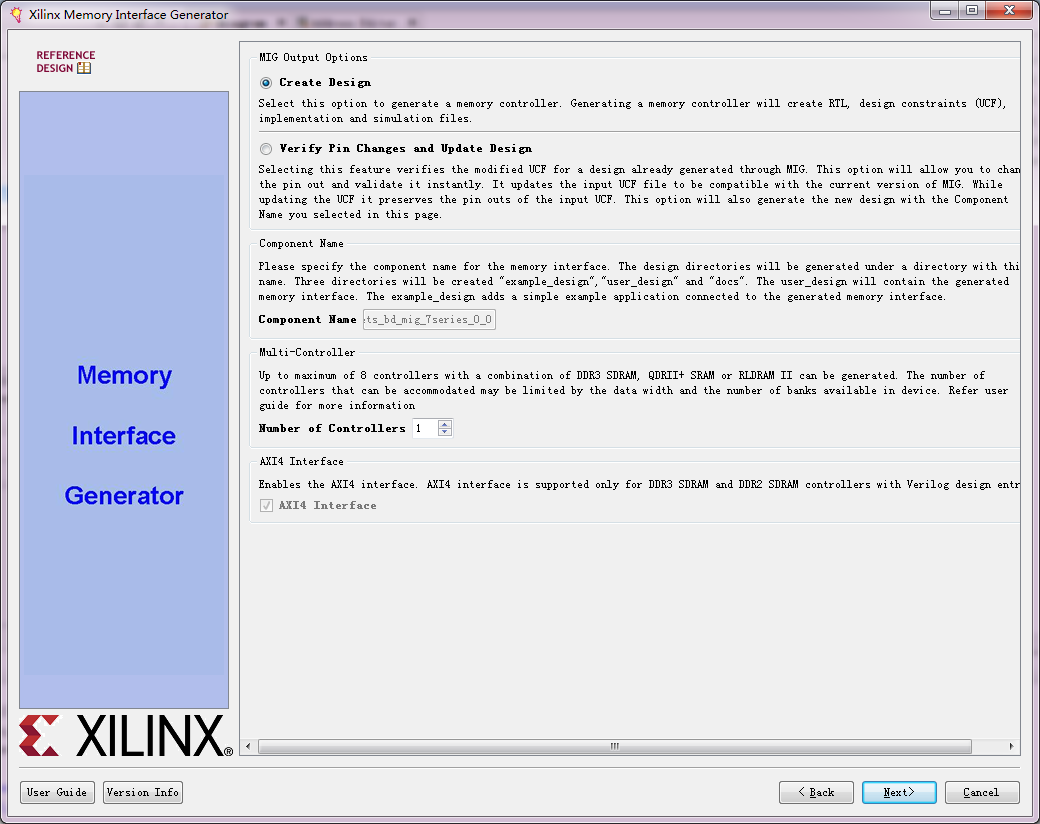 Xilinx Memory Interface Generator
REFERENCE
DESIGN
Memory
Interface
Generator
XILINX®
MIG Output Options
Create Design
Select this option to generate a memory controller. Generating a memory controller will create RTL, design constraints (UCF),
implementation and simulation files.
Verify Pin Changes and Update Design
Selecting this feature verifies the modified UCF for a design already generated through MIG. This option will allow you to chan
the pin out and validate it instantly. It updates the input UCF file to be compatible with the current version of MIG. While
updating the UCF it preserves the pin outs of the input UCF. This option will also generate the new design with the Component
Name you selected in this page.
Component Name
Please specify the component name for the memory interface. The design directories will be generated under a directory with thi
name. Three directories will be created "example_design","user_design" and "docs". The user_design will contain the generated
memory interface. The example_design adds a simple example application connected to the generated memory interface.
Component Name ts_bd_mig_7series_0_0
Multi-Controller
Up to maximum of 8 controllers with a combination of DDR3 SDRAM, QDRII+ SRAM or RLDRAM II can be generated. The number of
controllers that can be accommodated may be limited by the data width and the number of banks available in device. Refer user
guide for more information
Number of Controllers 1
AXI4 Interface
Enables the AXI4 interface. AXI4 interface is supported only for DDR3 SDRAM and DDR2 SDRAM controllers with Verilog design entr
AXI4 Interface
User Guide Version Info < Back Next> Cancel